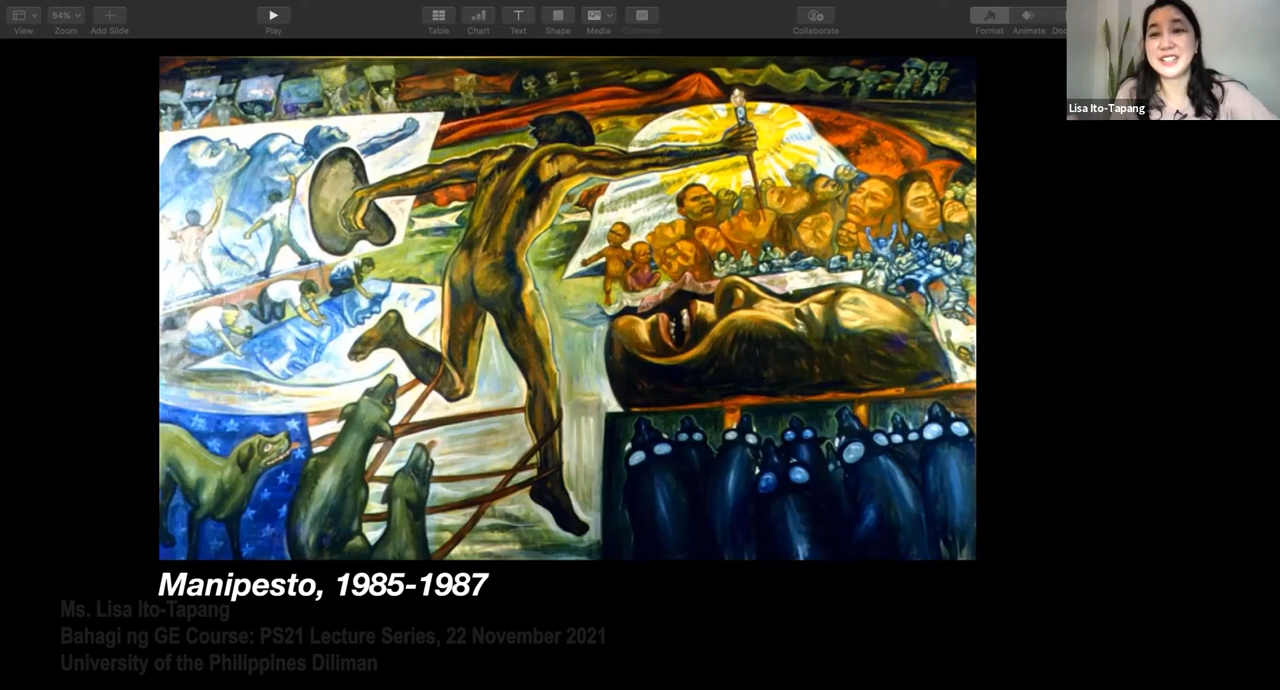 View
Zoom
Add Slide
54%
Play
Table
Chart
Text
Shape
Media
Comment
Collaborate
Format
Animate
Lisa Ito-Tapang
Manipesto, 1985-1987
Ms. Lisa Ito-Tapang
Bahagi ng GE Course: PS21 Lecture Series, 22 November 2021
University of the Philippines Diliman